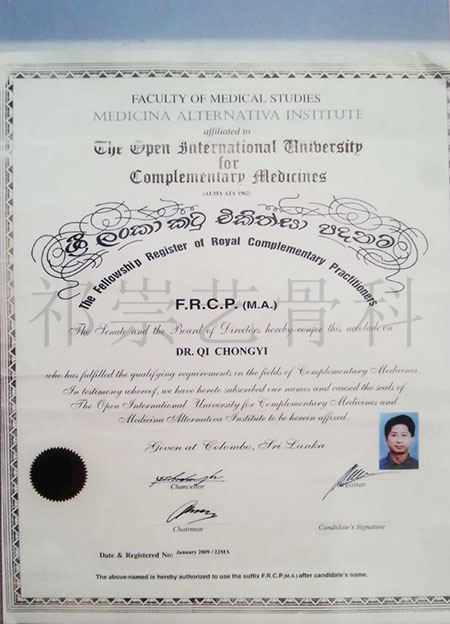 FACULTY OF MEDICAL STUDIES
MEDICINA ALTERNATIVA INSTITUTE
affiliated to
The Open International University
for
Complementary Medicines
(ALMA ATA 1962)
ශ්‍රී ලංකා කටු චිකිත්සා පදනම
The Fellowship Register of Royal Complementary Practitioners
F.R.C.P. (M.A.)
The Senate and the Board of Directors hereby confer this accolade on
DR. QI CHONGYI
who has fulfilled the qualifying requirements in the fields of Complementary Medicines.
In testimony whereof, we have hereto subscribed our names and caused the seals of
The Open International University for Complementary Medicines and
Medicina Alternativa Institute to be herein affixed.
Given at Colombo, Sri Lanka
Chancellor
Chairman
Candidate's Signature
Date & Registered No: January 2009 / 22MA
The above-named is hereby authorized to use the suffix F.R.C.P.(M.A.) after candidate's name.
祁崇艺骨科